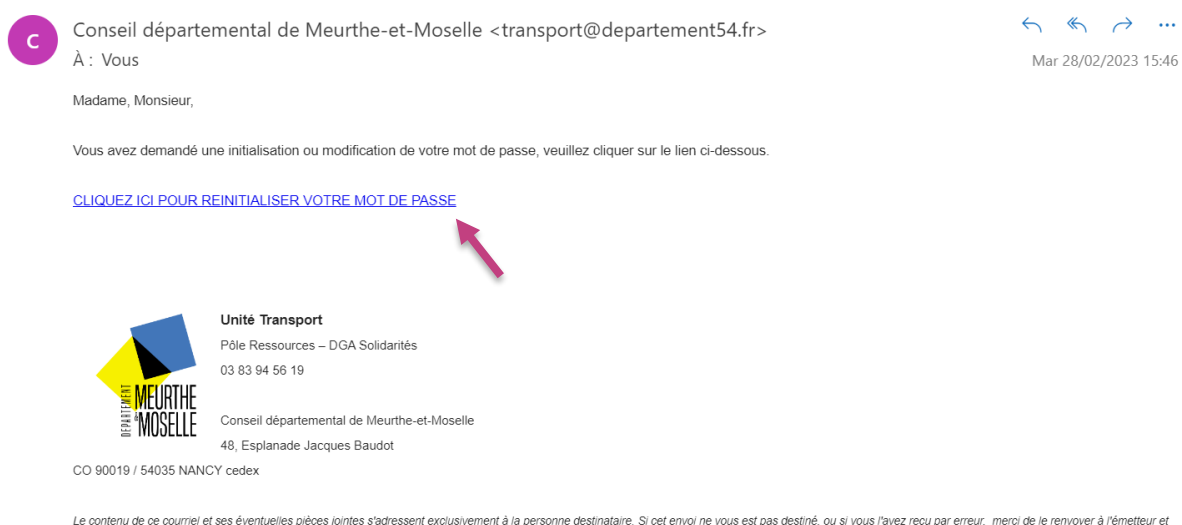 C
Conseil départemental de Meurthe-et-Moselle <transport@departement54.fr>
À : Vous
Mar 28/02/2023 15:46
Madame, Monsieur,
Vous avez demandé une initialisation ou modification de votre mot de passe, veuillez cliquer sur le lien ci-dessous.
CLIQUEZ ICI POUR REINITIALISER VOTRE MOT DE PASSE
DEPARTEMENT
MEURTHE
& MOSELLE
Unité Transport
Pôle Ressources – DGA Solidarités
03 83 94 56 19
Conseil départemental de Meurthe-et-Moselle
48, Esplanade Jacques Baudot
CO 90019 / 54035 NANCY cedex
Le contenu de ce courriel et ses éventuelles pièces jointes s'adressent exclusivement à la personne destinataire. Si cet envoi ne vous est pas destiné, ou si vous l'avez reçu par erreur, merci de le renvoyer à l'émetteur et